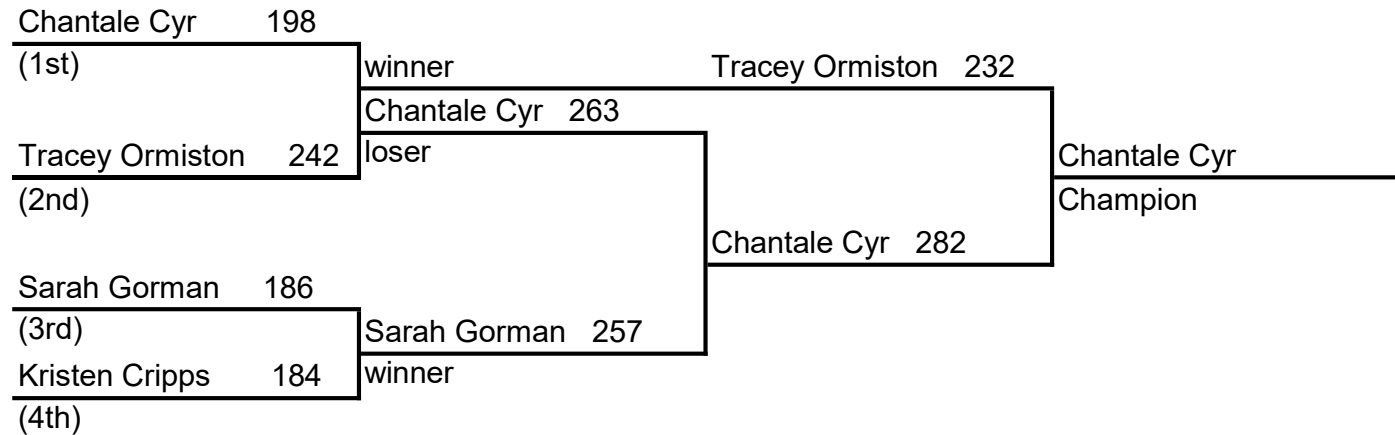 Chantale Cyr 198
(1st)
winner
Tracey Ormiston 232
Chantale Cyr 263
Tracey Ormiston 242
loser
Chantale Cyr
(2nd)
Champion
Chantale Cyr 282
Sarah Gorman 186
(3rd)
Sarah Gorman 257
Kristen Cripps 184
winner
(4th)